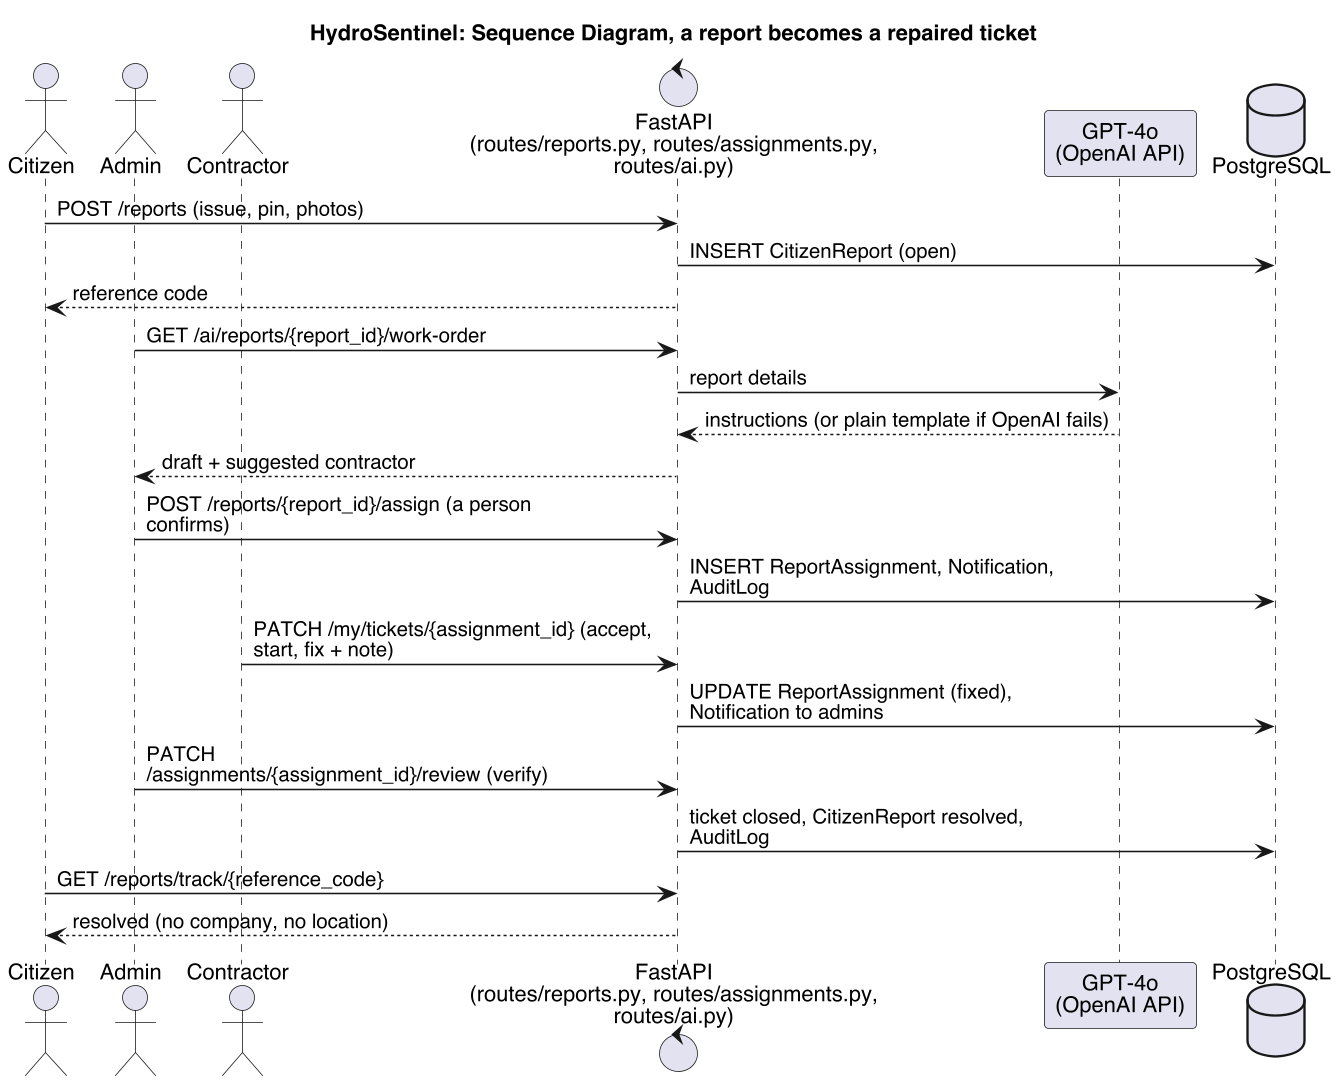 HydroSentinel: Sequence Diagram, a report becomes a repaired ticket
Citizen
Admin
Contractor
FastAPI
(routes/reports.py, routes/assignments.py,
routes/ai.py)
GPT-4o
(OpenAI API)
PostgreSQL
POST /reports (issue, pin, photos)
INSERT CitizenReport (open)
reference code
GET /ai/reports/{report_id}/work-order
report details
instructions (or plain template if OpenAI fails)
draft + suggested contractor
POST /reports/{report_id}/assign (a person
confirms)
INSERT ReportAssignment, Notification,
AuditLog
PATCH /my/tickets/{assignment_id} (accept,
start, fix + note)
UPDATE ReportAssignment (fixed),
Notification to admins
PATCH
/assignments/{assignment_id}/review (verify)
ticket closed, CitizenReport resolved,
AuditLog
GET /reports/track/{reference_code}
resolved (no company, no location)
Citizen
Admin
Contractor
FastAPI
(routes/reports.py, routes/assignments.py,
routes/ai.py)
GPT-4o
(OpenAI API)
PostgreSQL